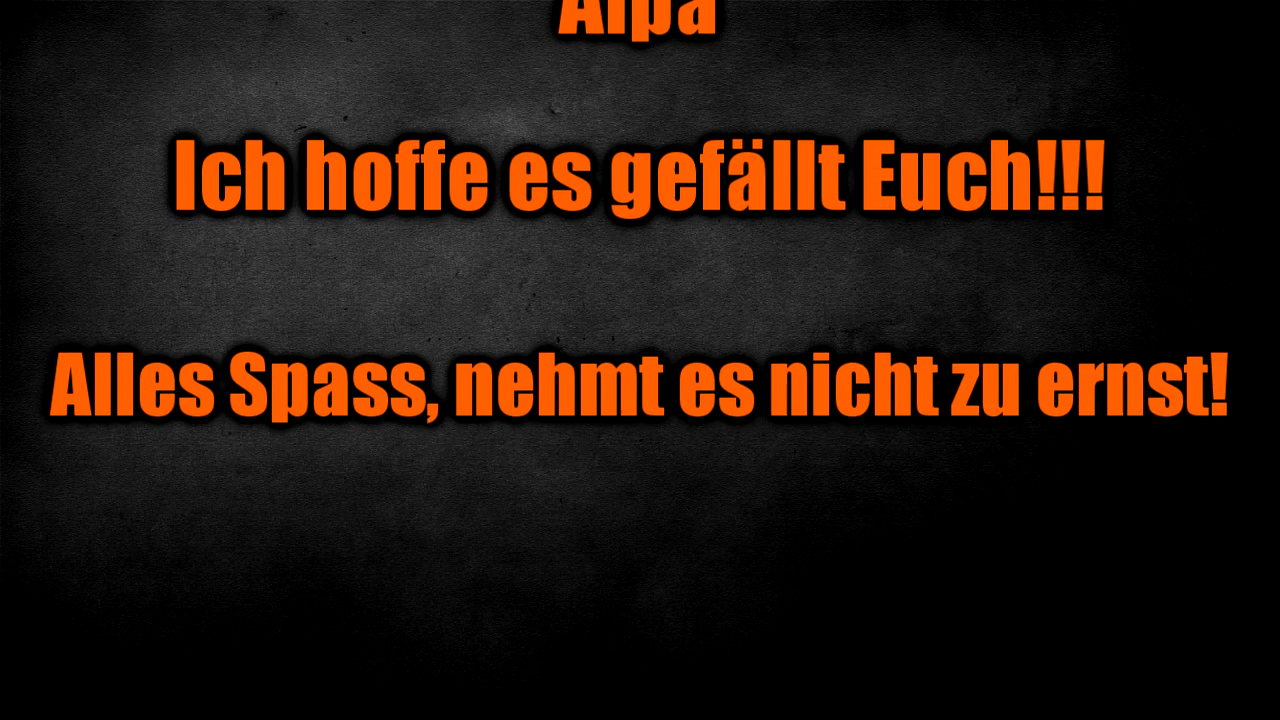 Ich hoffe es gefällt Euch!!!
Alles Spass, nehmt es nicht zu ernst!